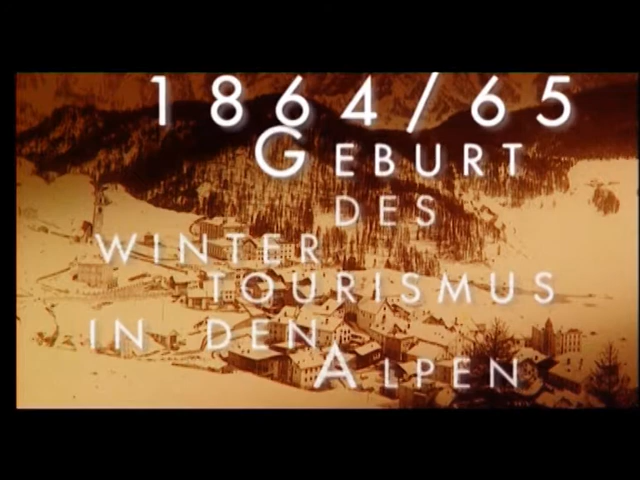 1864/65
GEBURT
DES
WINTER
TOURISMUS
IN DEN
ALPEN